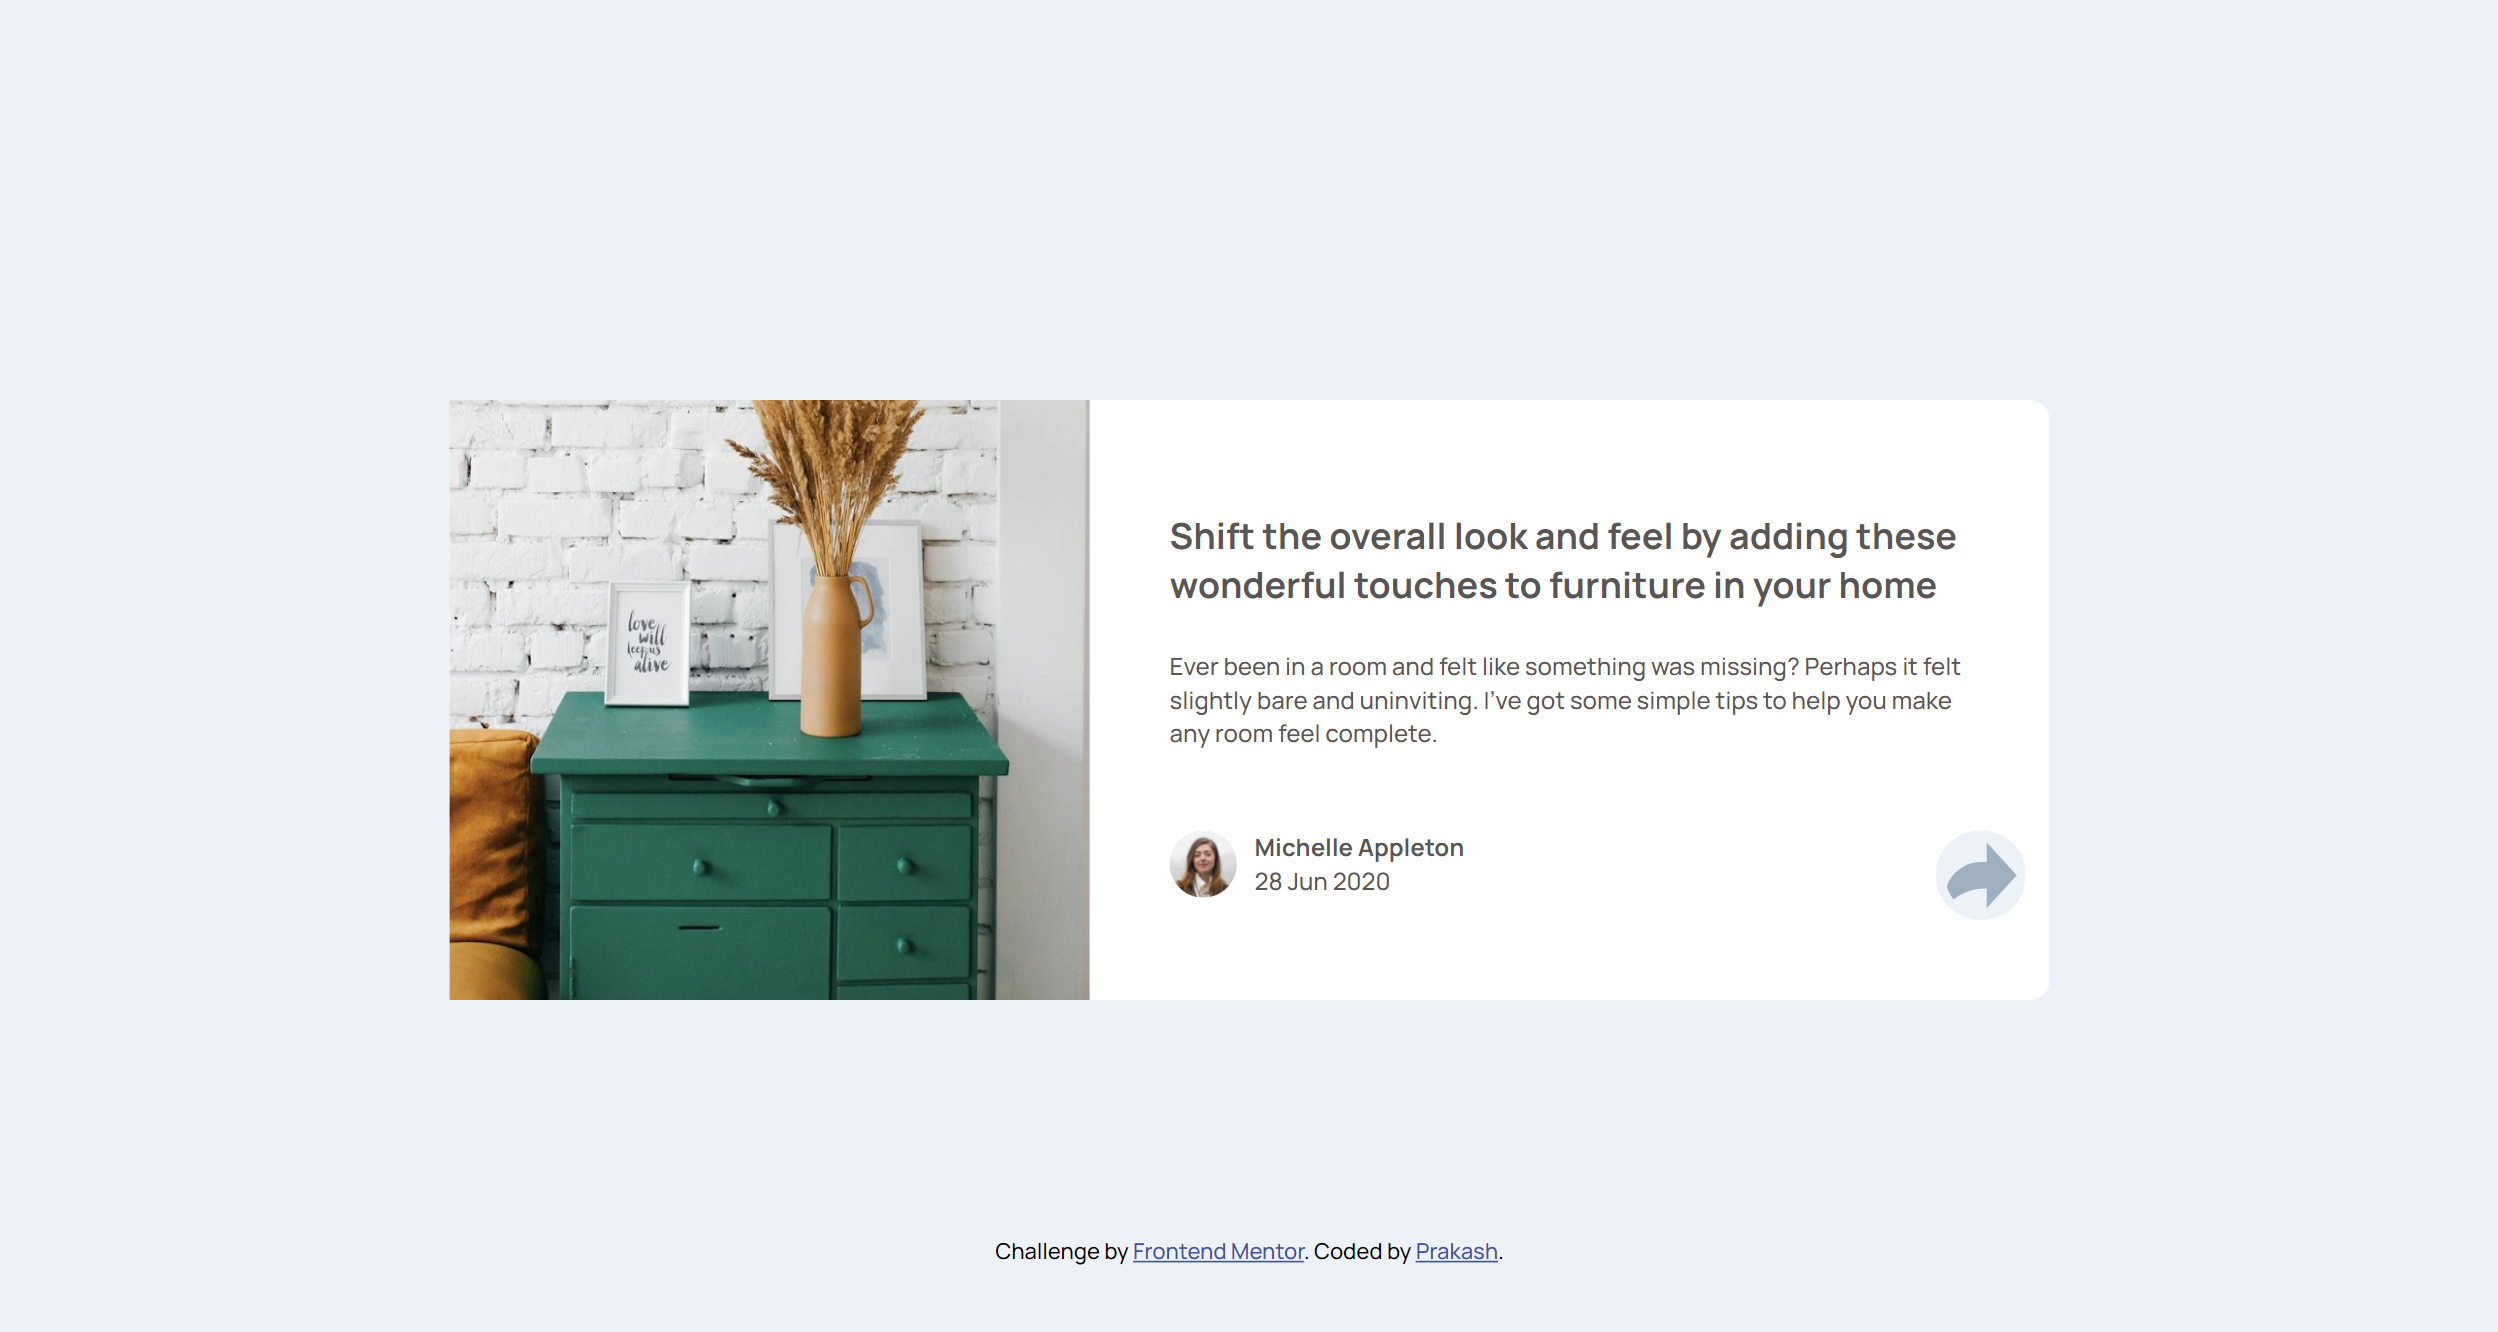 love
will
keep us
alive
Shift the overall look and feel by adding these
wonderful touches to furniture in your home
Ever been in a room and felt like something was missing? Perhaps it felt
slightly bare and uninviting. I’ve got some simple tips to help you make
any room feel complete.
Michelle Appleton
28 Jun 2020
Challenge by Frontend Mentor. Coded by Prakash.